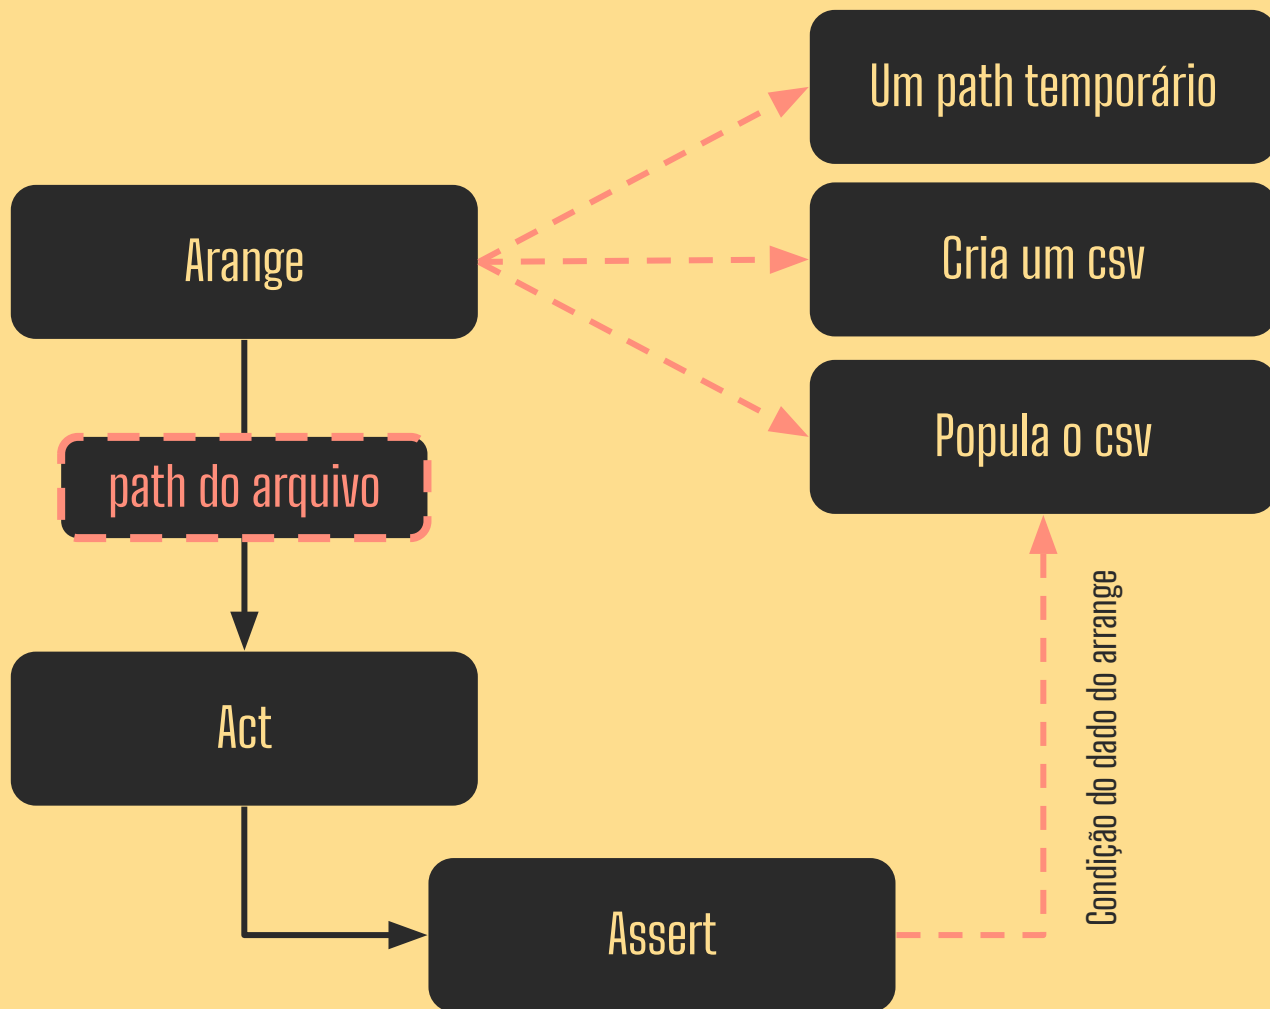 Um path temporário
Arange
Cria um csv
Popula o csv
path do arquivo
Condição do dado do arrange
Act
Assert